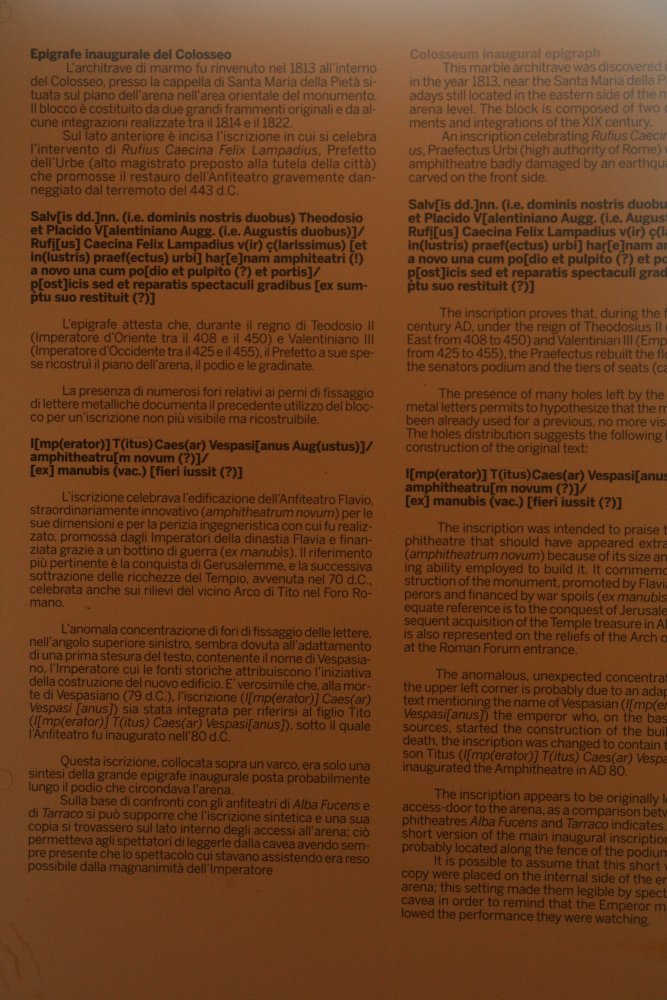 Epigrafe inaugurale del Colosseo
L'architrave di marmo fu rinvenuto nel 1813 all'interno
del Colosseo, presso la cappella di Santa Maria della Pietà si-
tuata sul piano dell'arena nell'area orientale del monumento.
Il blocco è costituito da due grandi frammenti originali e da al-
cune integrazioni realizzate tra il 1814 e il 1822.
Sul lato anteriore è incisa l'iscrizione in cui si celebra
l'intervento di Rufius Caecina Felix Lampadius, Prefetto
dell'Urbe (alto magistrato preposto alla tutela della città)
che promosse il restauro dell'Anfiteatro gravemente dan-
neggiato dal terremoto del 443 d.C.
Salv[is dd.]nn. (i.e. dominis nostris duobus) Theodosio
et Placido V[alentiniano Augg. (i.e. Augustis duobus)]/
Rufi[us] Caecina Felix Lampadius v(ir) ç(larissimus) [et
in(lustris) praef(ectus) urbi] haṛ[e]nam amphiteatri (!)
a novo una cum po[dio et pulpito (?) et portis]/
p[ost]icis sed et reparatis spectaculi gradibus [ex sum-
ptu suo restituit (?)]
L'epigrafe attesta che, durante il regno di Teodosio II
(Imperatore d'Oriente tra il 408 e il 450) e Valentiniano III
(Imperatore d'Occidente tra il 425 e il 455), il Prefetto a sue spe-
se ricostruì il piano dell'arena, il podio e le gradinate.
La presenza di numerosi fori relativi ai perni di fissaggio
di lettere metalliche documenta il precedente utilizzo del bloc-
co per un'iscrizione non più visibile ma ricostruibile.
I[mp(erator)] T(itus) Caes(ar) Vespasi[anus Aug(ustus)]/
amphitheatru[m novum (?)]/
[ex] manubis (vac.) [fieri iussit (?)]
L'iscrizione celebrava l'edificazione dell'Anfiteatro Flavio,
straordinariamente innovativo (amphitheatrum novum) per le
sue dimensioni e per la perizia ingegneristica con cui fu realiz-
zato, promossa dagli Imperatori della dinastia Flavia e finan-
ziata grazie a un bottino di guerra (ex manubis). Il riferimento
più pertinente è la conquista di Gerusalemme, e la successiva
sottrazione delle ricchezze del Tempio, avvenuta nel 70 d.C.,
celebrata anche sui rilievi del vicino Arco di Tito nel Foro Ro-
mano.
L'anomala concentrazione di fori di fissaggio delle lettere,
nell'angolo superiore sinistro, sembra dovuta all'adattamento
di una prima stesura del testo, contenente il nome di Vespasia-
no, l'Imperatore cui le fonti storiche attribuiscono l'iniziativa
della costruzione del nuovo edificio. E' verosimile che, alla mor-
te di Vespasiano (79 d.C.), l'iscrizione (I[mp(erator)] Caes(ar)
Vespasi [anus]) sia stata integrata per riferirsi al figlio Tito
(I[mp(erator)] T(itus) Caes(ar) Vespasi[anus]), sotto il quale
l'Anfiteatro fu inaugurato nell'80 d.C.
Questa iscrizione, collocata sopra un varco, era solo una
sintesi della grande epigrafe inaugurale posta probabilmente
lungo il podio che circondava l'arena.
Sulla base di confronti con gli anfiteatri di Alba Fucens e
di Tarraco si può supporre che l'iscrizione sintetica e una sua
copia si trovassero sul lato interno degli accessi all'arena; ciò
permetteva agli spettatori di leggerle dalla cavea avendo sem-
pre presente che lo spettacolo cui stavano assistendo era reso
possibile dalla magnanimità dell'Imperatore
Colosseum inaugural epigraph
This marble architrave was discovered
in the year 1813, near the Santa Maria della P
adays still located in the eastern side of the m
arena level. The block is composed of two
ments and integrations of the XIX century.
An inscription celebrating Rufius Caecin
us, Praefectus Urbi (high authority of Rome)
amphitheatre badly damaged by an earthqu
carved on the front side.
Salv[is dd.]nn. (i.e. dominis nostris duobu
et Placido V[alentiniano Augg. (i.e. Augus
Rufi[us] Caecina Felix Lampadius v(ir) ç(la
in(lustris) praef(ectus) urbi] haṛ[e]nam am
a novo una cum po[dio et pulpito (?) et po
p[ost]icis sed et reparatis spectaculi grad
ptu suo restituit (?)]
The inscription proves that, during the f
century AD, under the reign of Theodosius II
East from 408 to 450) and Valentinian III (Emp
from 425 to 455), the Praefectus rebuilt the flo
the senators podium and the tiers of seats (ca
The presence of many holes left by the
metal letters permits to hypothesize that the m
been already used for a previous, no more vis
The holes distribution suggests the following
construction of the original text:
I[mp(erator)] T(itus)Caes(ar) Vespasi[anus
amphitheatru[m novum (?)]/
[ex] manubis (vac.) [fieri iussit (?)]
The inscription was intended to praise t
phitheatre that should have appeared extra
(amphitheatrum novum) because of its size an
ing ability employed to build it. It commemo
struction of the monument, promoted by Flavi
perors and financed by war spoils (ex manubis
equate reference is to the conquest of Jerusale
sequent acquisition of the Temple treasure in A
is also represented on the reliefs of the Arch o
at the Roman Forum entrance.
The anomalous, unexpected concentrat
the upper left corner is probably due to an adap
text mentioning the name of Vespasian (I[mp(er
Vespasi[anus]) the emperor who, on the bas
sources, started the construction of the buil
death, the inscription was changed to contain t
son Titus (I[mp(erator)] T(itus) Caes(ar) Vespa
inaugurated the Amphitheatre in AD 80.
The inscription appears to be originally l
access-door to the arena, as a comparison betw
phitheatres Alba Fucens and Tarraco indicates.
short version of the main inaugural inscription
probably located along the fence of the podium
It is possible to assume that this short v
copy were placed on the internal side of the en
arena; this setting made them legible by spect
cavea in order to remind that the Emperor m
lowed the performance they were watching.